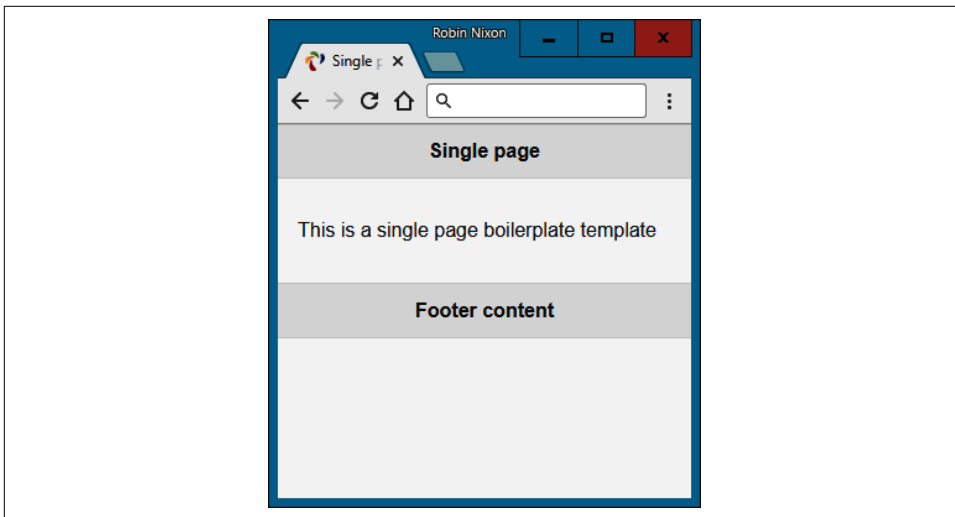 Robin Nixon
Single p
Single page
This is a single page boilerplate template
Footer content